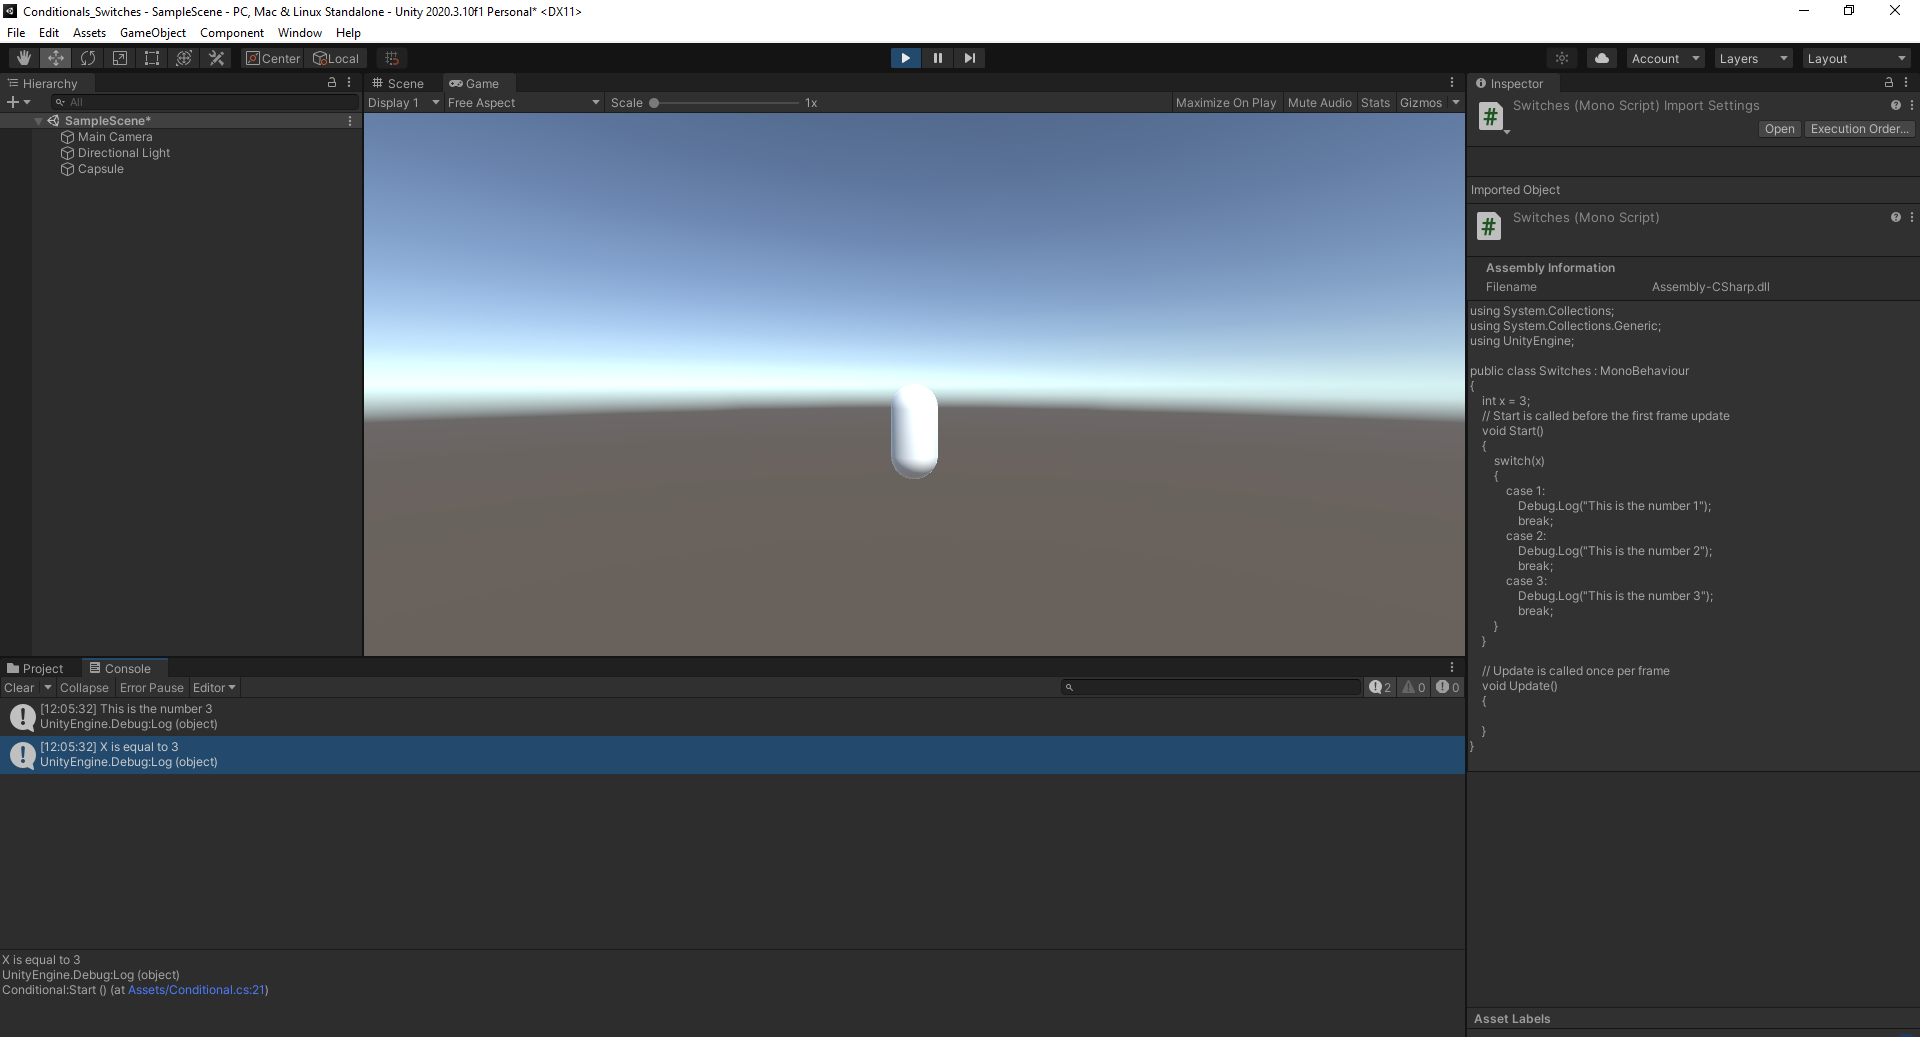 Conditionals_Switches - SampleScene - PC, Mac & Linux Standalone - Unity 2020.3.10f1 Personal* <DX11>
File Edit Assets GameObject Component Window Help
Center Local Account Layers Layout
Hierarchy
All
SampleScene*
Main Camera
Directional Light
Capsule
Scene Game
Display 1 Free Aspect Scale 1x Maximize On Play Mute Audio Stats Gizmos
Project Console
Clear Collapse Error Pause Editor 2 0 0
[12:05:32] This is the number 3
UnityEngine.Debug:Log (object)
[12:05:32] X is equal to 3
UnityEngine.Debug:Log (object)
X is equal to 3
UnityEngine.Debug:Log (object)
Conditional:Start () (at Assets/Conditional.cs:21)
Inspector
Switches (Mono Script) Import Settings
Open Execution Order...
Imported Object
Switches (Mono Script)
Assembly Information
Filename Assembly-CSharp.dll
using System.Collections;
using System.Collections.Generic;
using UnityEngine;
public class Switches : MonoBehaviour
{
int x = 3;
// Start is called before the first frame update
void Start()
{
switch(x)
{
case 1:
Debug.Log("This is the number 1");
break;
case 2:
Debug.Log("This is the number 2");
break;
case 3:
Debug.Log("This is the number 3");
break;
}
}
// Update is called once per frame
void Update()
{
}
}
Asset Labels